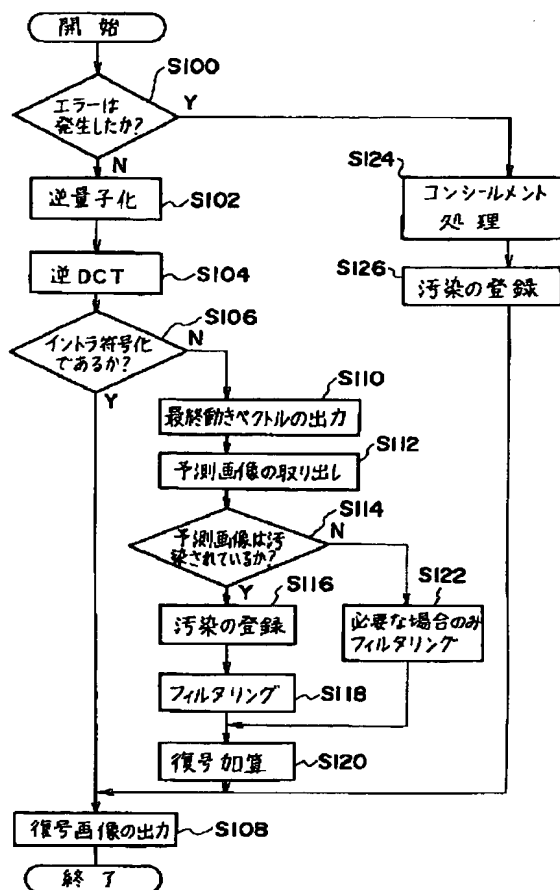 開始
S100
エラーは
発生したか?
Y
N
S124
コンシールメント
処理
逆量子化
S102
S126
汚染の登録
逆DCT
S104
S106
イントラ符号化
であるか?
N
Y
S110
最終動きベクトルの出力
S112
予測画像の取り出し
S114
予測画像は汚
染されているか?
N
Y
S116
汚染の登録
S122
必要な場合のみ
フィルタリング
フィルタリング
S118
復号加算
S120
復号画像の出力
S108
終了